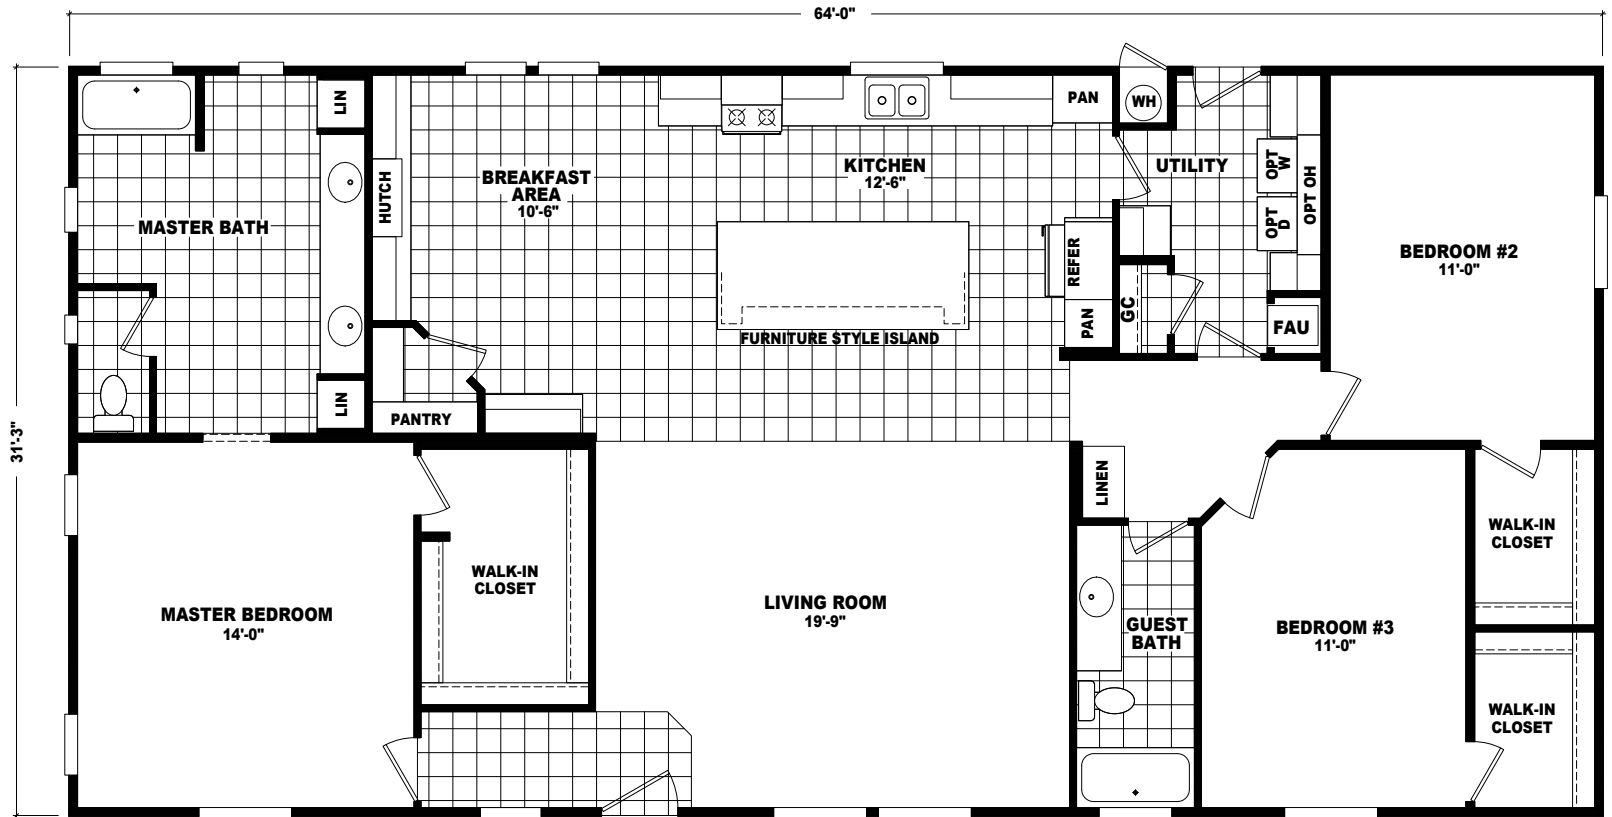 64'-0"
31'-3"
LIN
MASTER BATH
LIN
HUTCH
BREAKFAST
AREA
10'-6"
PANTRY
KITCHEN
12'-6"
PAN
FURNITURE STYLE ISLAND
REFER
PAN
WH
UTILITY
OPT
W
OPT
D
OPT OH
GC
FAU
BEDROOM #2
11'-0"
LINEN
WALK-IN
CLOSET
MASTER BEDROOM
14'-0"
WALK-IN
CLOSET
LIVING ROOM
19'-9"
GUEST
BATH
BEDROOM #3
11'-0"
WALK-IN
CLOSET